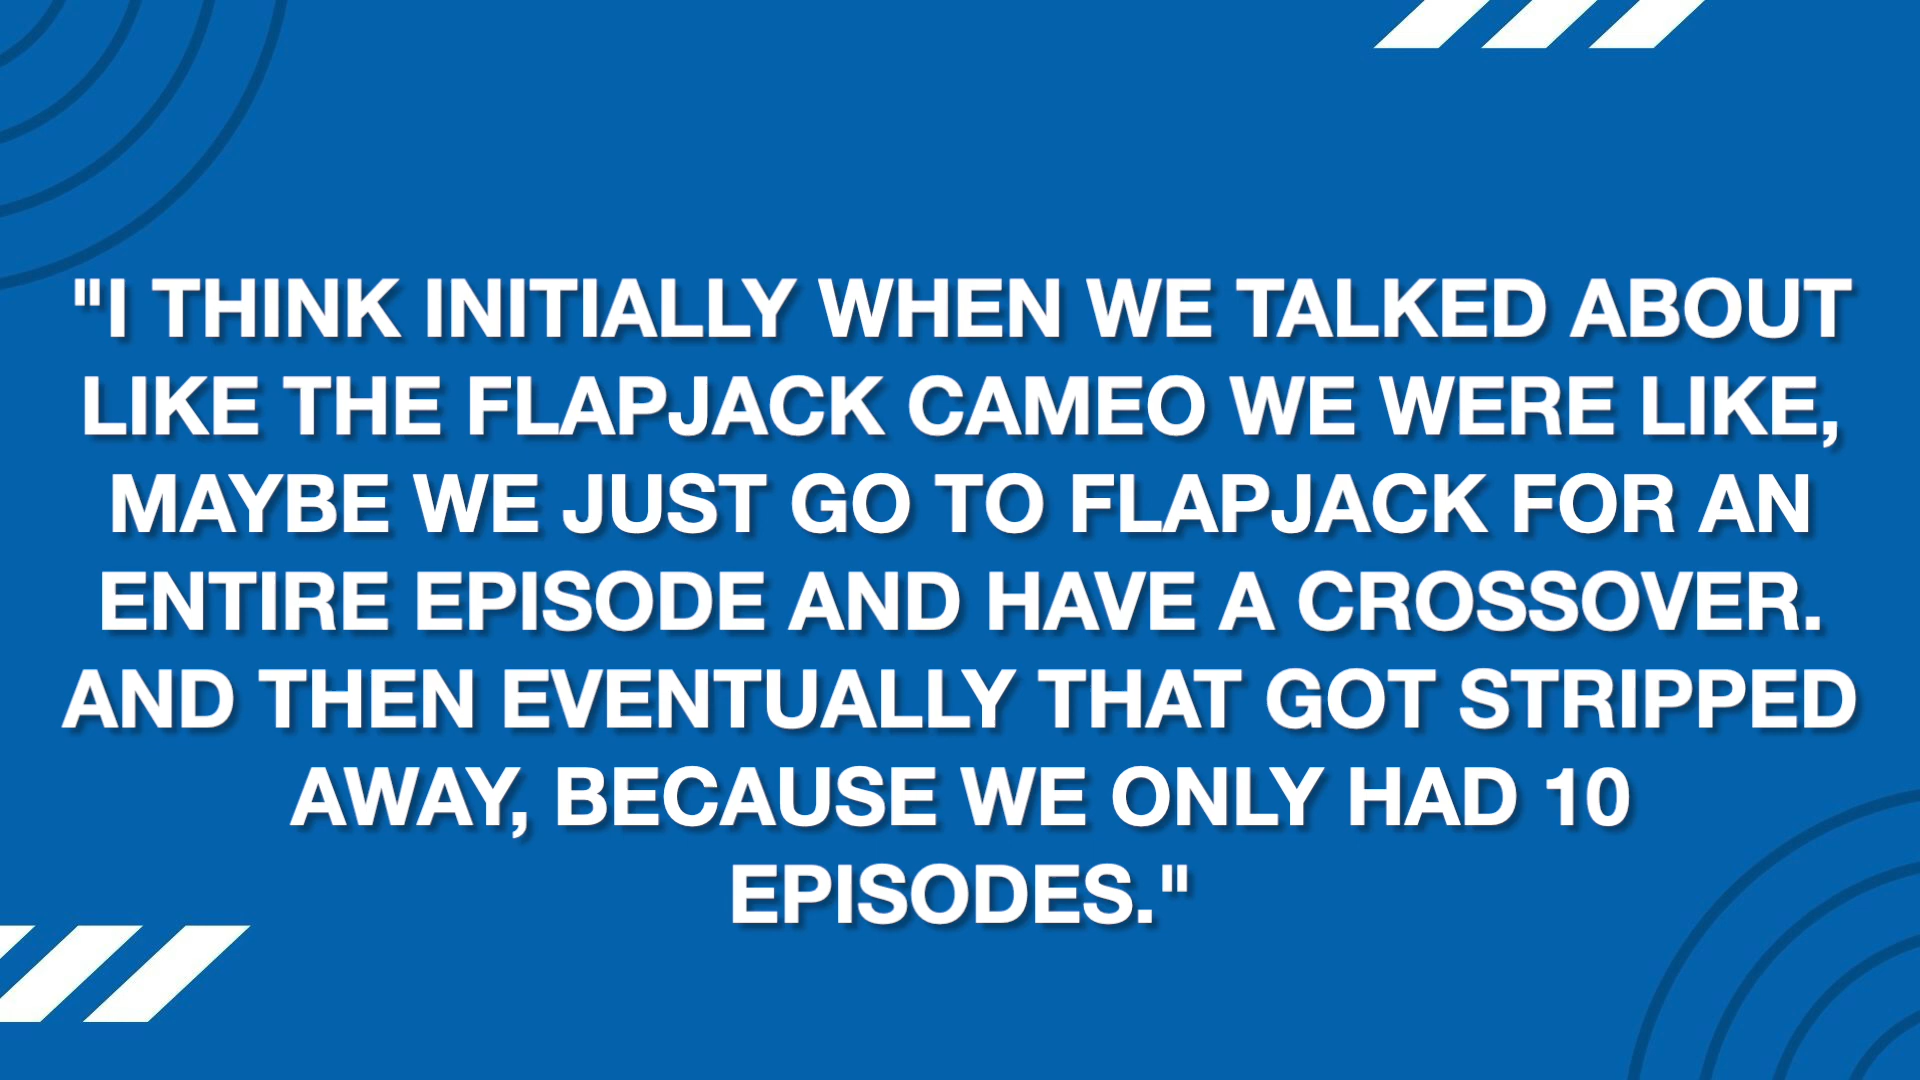 "I THINK INITIALLY WHEN WE TALKED ABOUT
LIKE THE FLAPJACK CAMEO WE WERE LIKE,
MAYBE WE JUST GO TO FLAPJACK FOR AN
ENTIRE EPISODE AND HAVE A CROSSOVER.
AND THEN EVENTUALLY THAT GOT STRIPPED
AWAY, BECAUSE WE ONLY HAD 10
EPISODES."